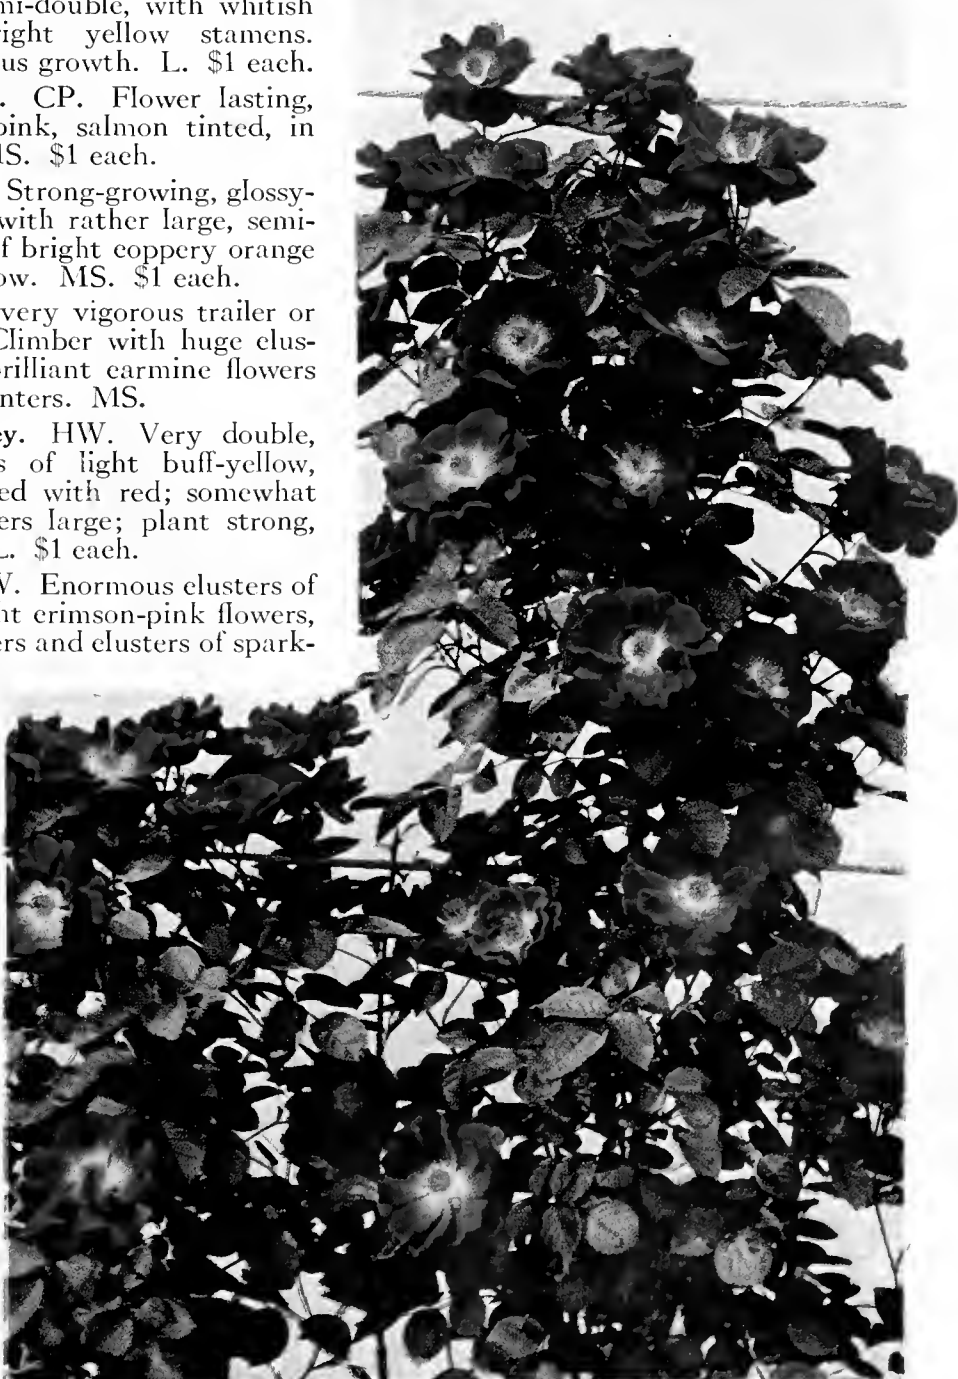 mi-double, with whitish
ight yellow stamens.
us growth. L. $1 each.
. CP. Flower lasting,
pink, salmon tinted, in
IS. $1 each.
Strong-growing, glossy-
with rather large, semi-
f bright coppery orange
ow. MS. $1 each.
very vigorous trailer or
Climber with huge clus-
rilliant carmine flowers
nters. MS.
ey. HW. Very double,
s of light buff-yellow,
ed with red; somewhat
ers large; plant strong,
L. $1 each.
V. Enormous clusters of
nt crimson-pink flowers,
ers and clusters of spark-